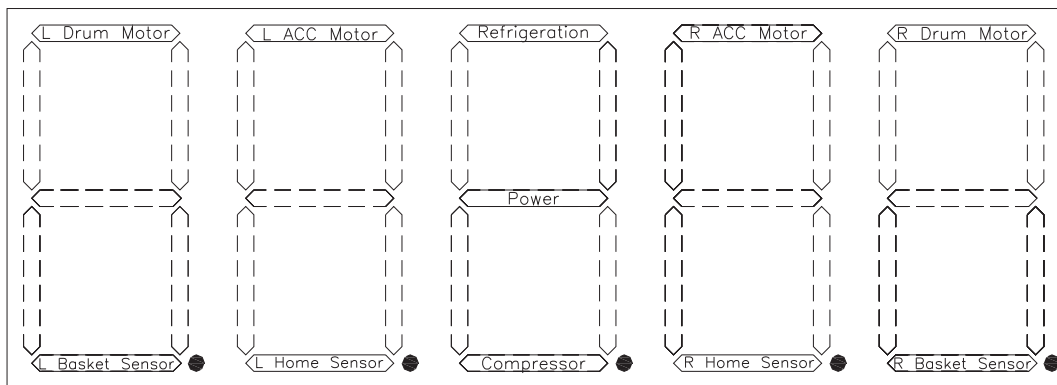 L Drum Motor
L ACC Motor
Refrigeration
R ACC Motor
R Drum Motor
Power
L Basket Sensor
L Home Sensor
Compressor
R Home Sensor
R Basket Sensor